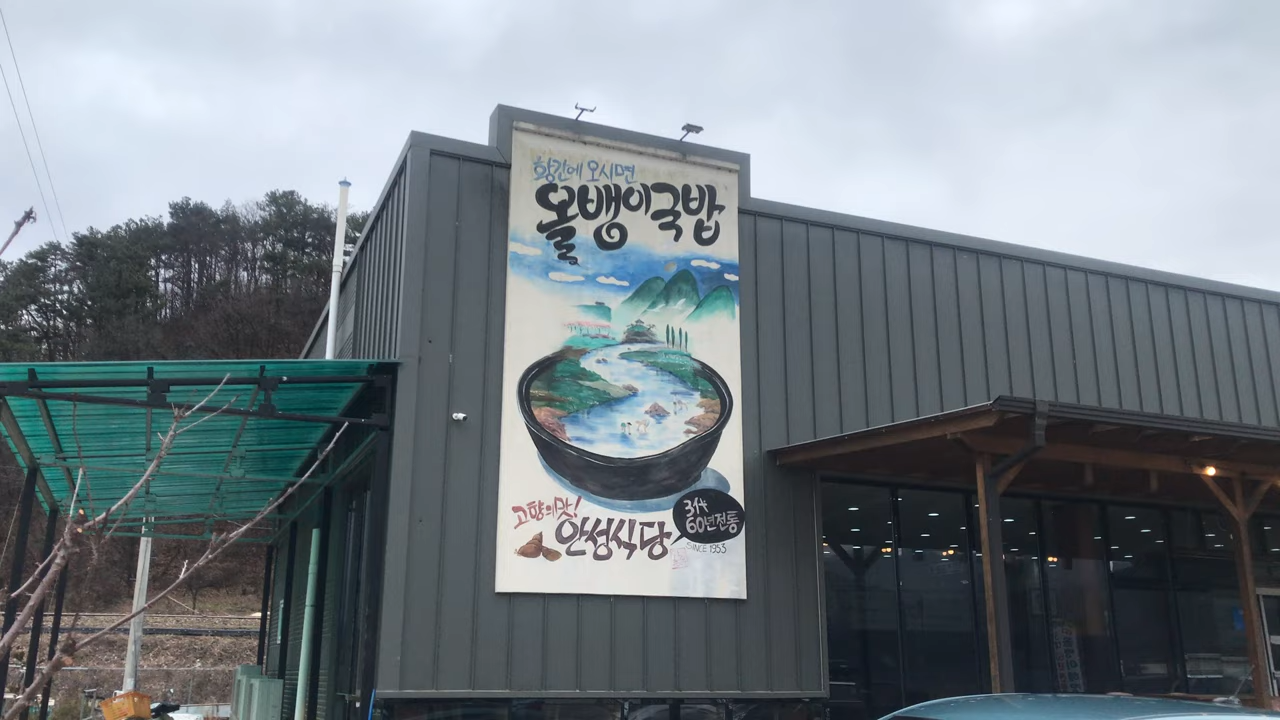 황간에 오시면
올뱅이국밥
고향의맛!
안성식당
3대
60년전통
SINCE 1953